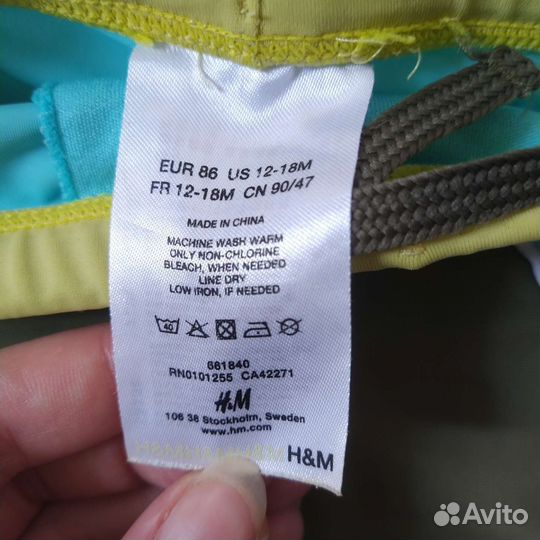 EUR 86 US 12-18M
FR 12-18M CN 90/47
MADE IN CHINA
MACHINE WASH WARM
ONLY NON-CHLORINE
BLEACH, WHEN NEEDED
LINE DRY
LOW IRON, IF NEEDED
40
661840
RN0101255 CA42271
H&M
106 38 Stockholm, Sweden
www.hm.com
H&M
Avito